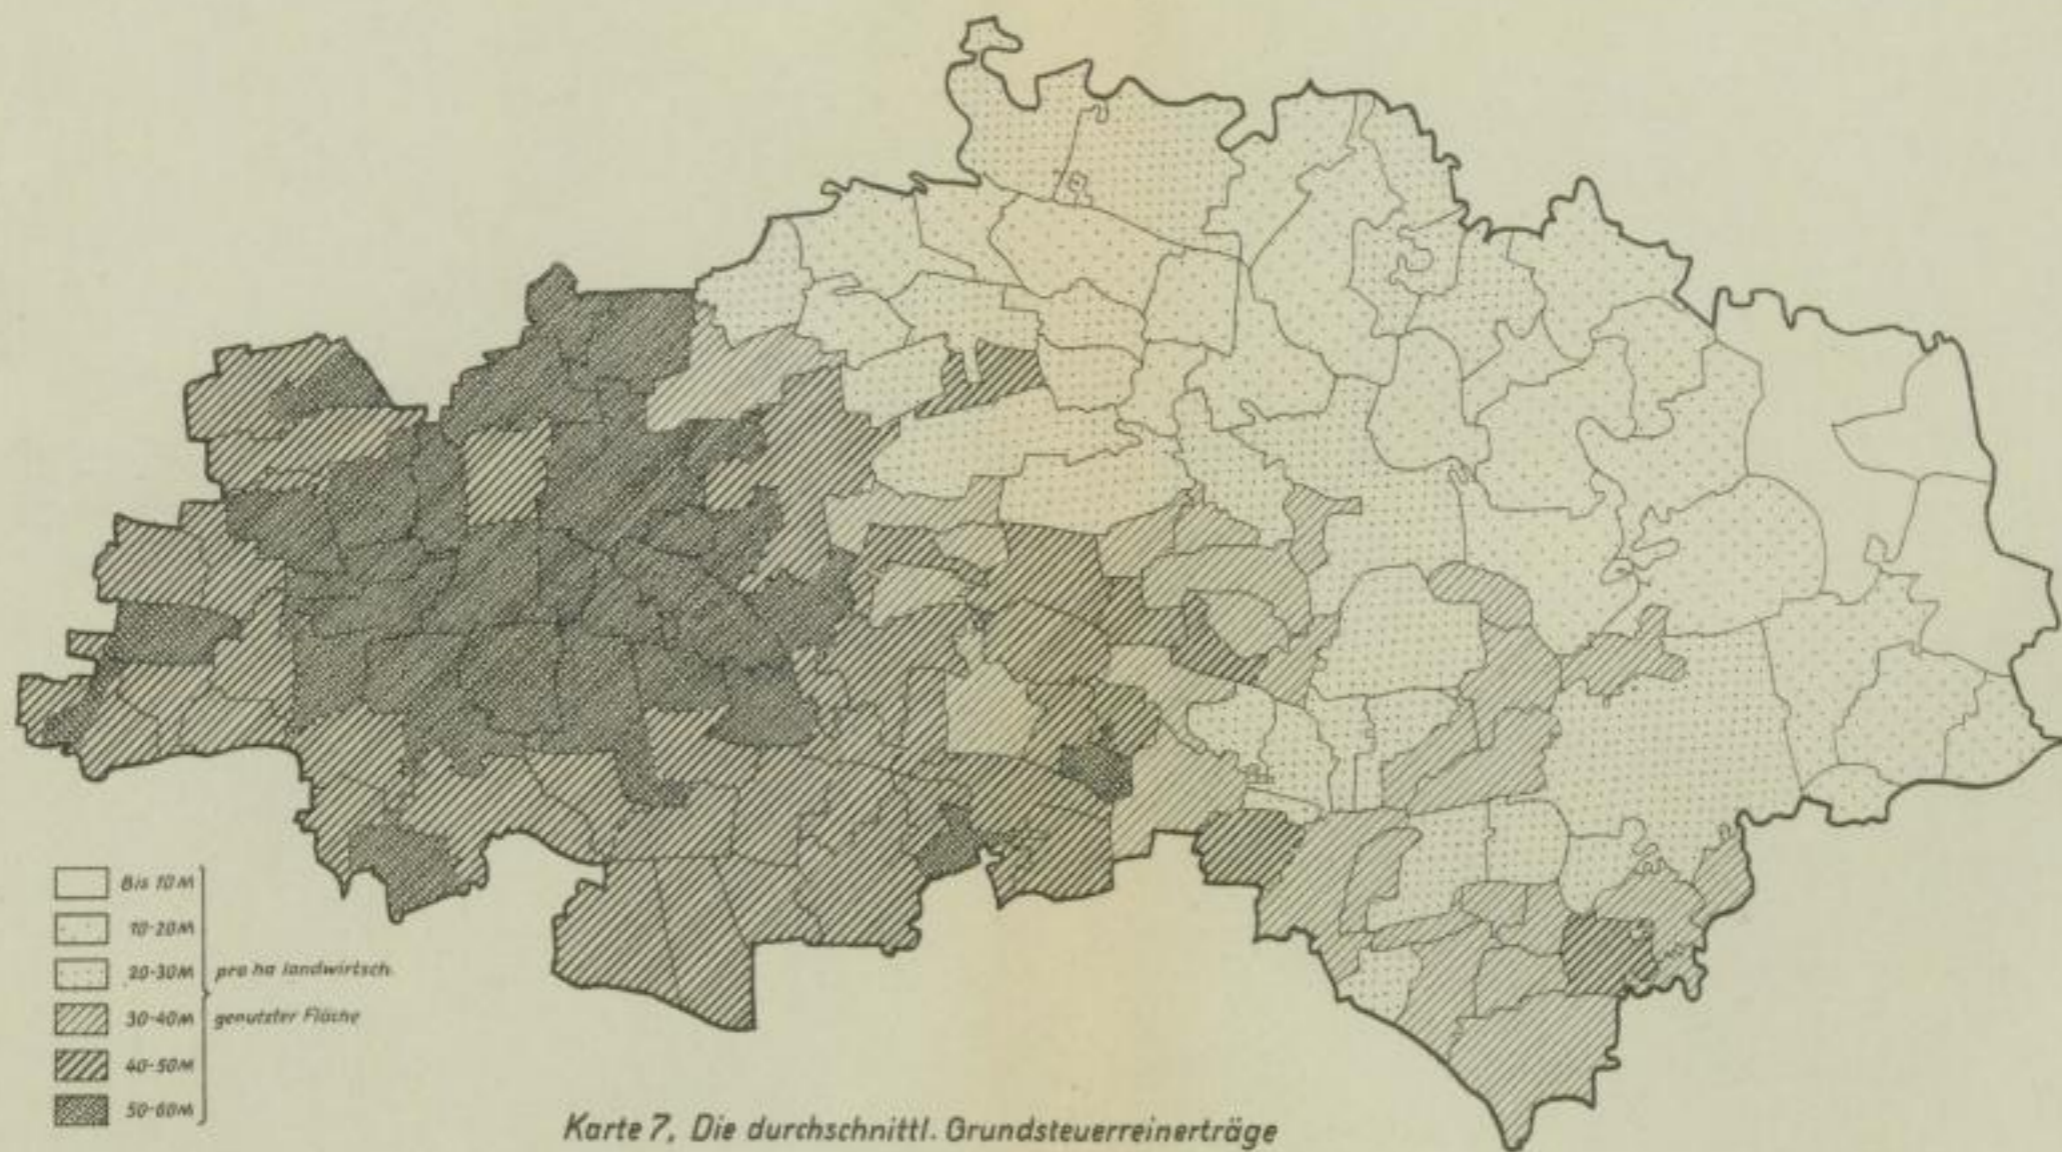 Bis 10 M
10-20M
20-30M
30-40M
40-50M
50-60M
pro ha landwirtsch.
genutzter Fläche
Karte 7. Die durchschnittl. Grundsteuerreinerträge